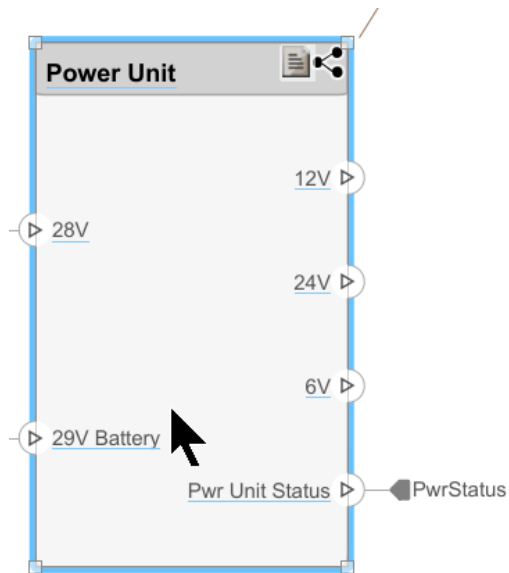 Power Unit
12V
28V
24V
6V
29V Battery
Pwr Unit Status
PwrStatus